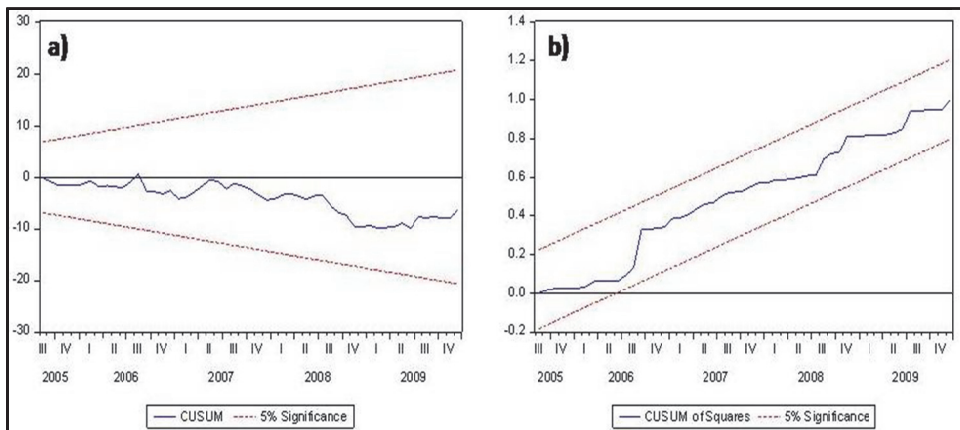 a)
30
20
10
0
-10
-20
-30
III IV I II III IV I II III IV I II III IV I II III IV
2005 2006 2007 2008 2009
CUSUM 5% Significance
b)
1.4
1.2
1.0
0.8
0.6
0.4
0.2
0.0
-0.2
III IV I II III IV I II III IV I II III IV I II III IV
2005 2006 2007 2008 2009
CUSUM of Squares 5% Significance